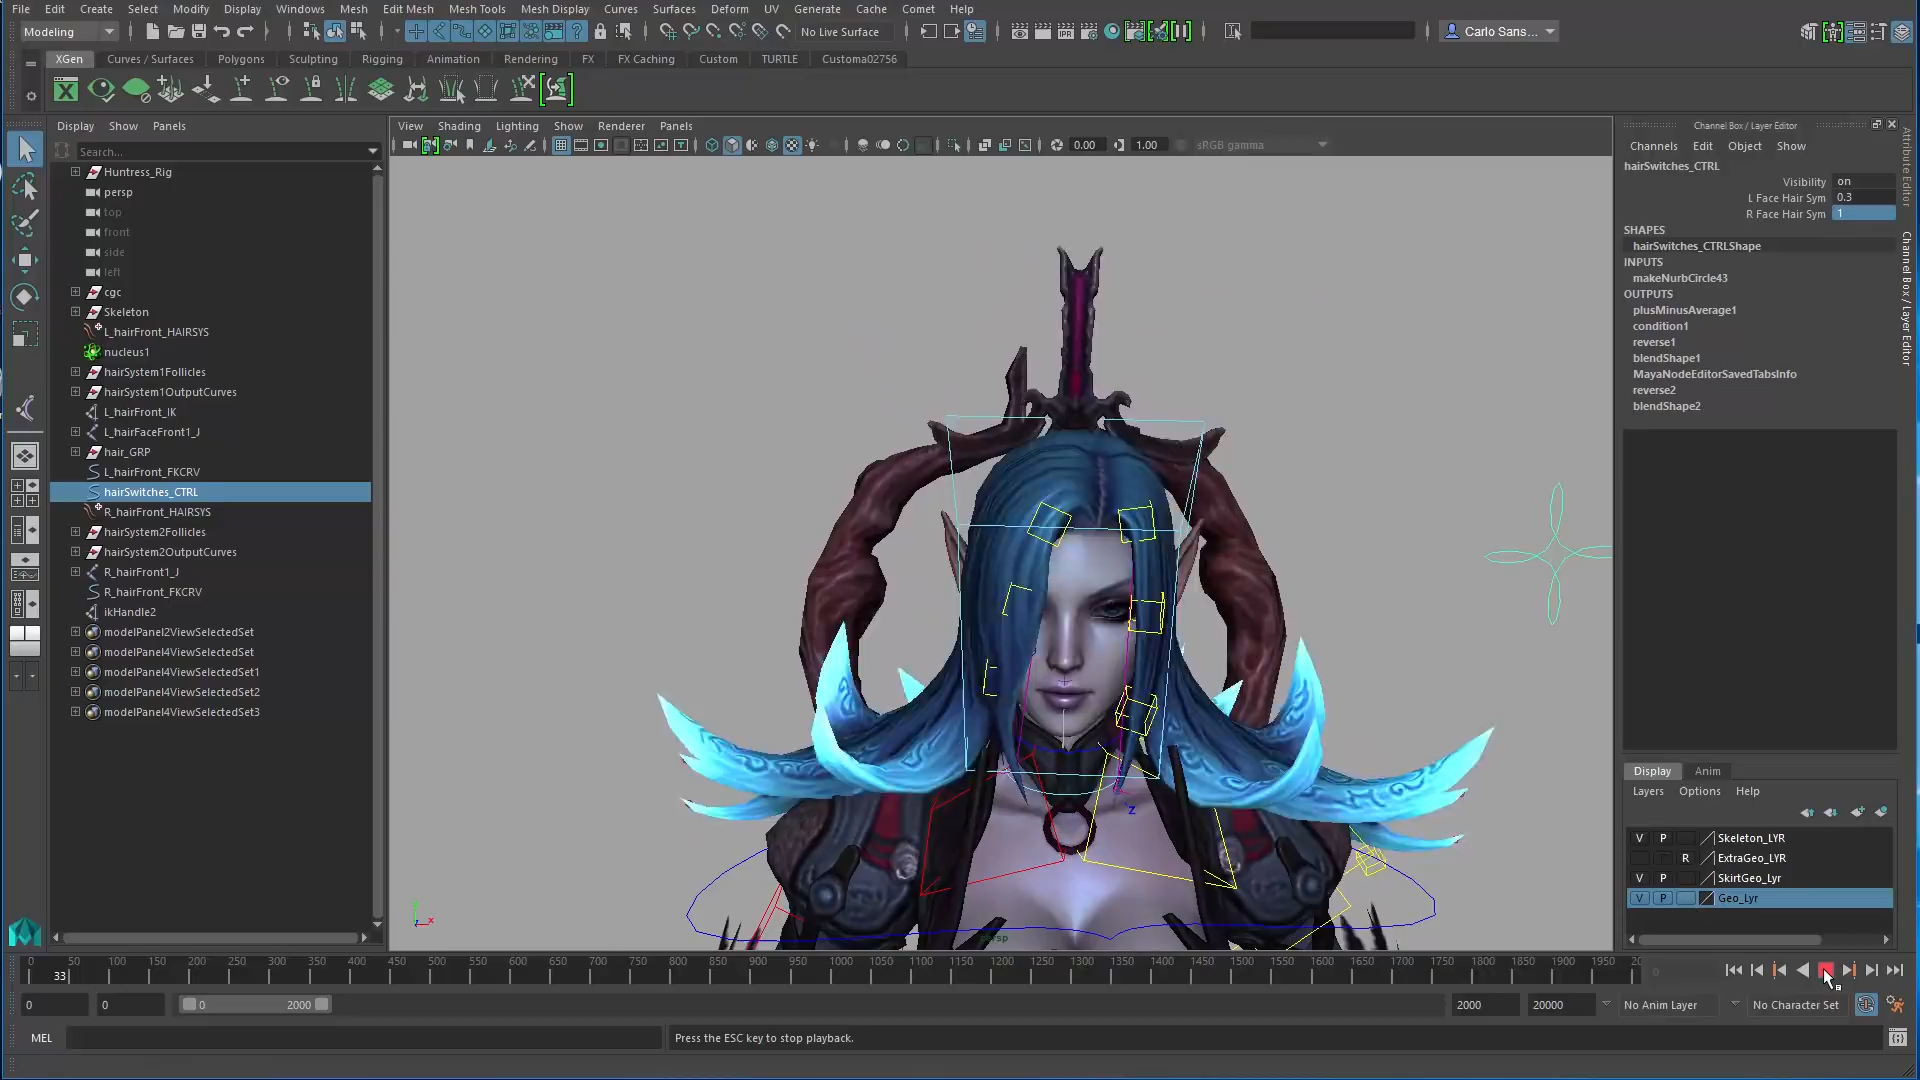 File Edit Create Select Modify Display Windows Mesh Edit Mesh Mesh Tools Mesh Display Curves Surfaces Deform UV Generate Cache Comet Help
Modeling No Live Surface Carlo Sans...
XGen Curves / Surfaces Polygons Sculpting Rigging Animation Rendering FX FX Caching Custom TURTLE Customa02756
Display Show Panels
Search...
Huntress_Rig
persp
top
front
side
left
cgc
Skeleton
L_hairFront_HAIRSYS
nucleus1
hairSystem1Follicles
hairSystem1OutputCurves
L_hairFront_IK
L_hairFaceFront1_J
hair_GRP
L_hairFront_FKCRV
hairSwitches_CTRL
R_hairFront_HAIRSYS
hairSystem2Follicles
hairSystem2OutputCurves
R_hairFront1_J
R_hairFront_FKCRV
ikHandle2
modelPanel2ViewSelectedSet
modelPanel4ViewSelectedSet
modelPanel4ViewSelectedSet1
modelPanel4ViewSelectedSet2
modelPanel4ViewSelectedSet3
View Shading Lighting Show Renderer Panels
0.00 1.00 sRGB gamma
z
y
x
persp
Channel Box / Layer Editor
Channels Edit Object Show
hairSwitches_CTRL
Visibility on
L Face Hair Sym 0.3
R Face Hair Sym 1
SHAPES
hairSwitches_CTRLShape
INPUTS
makeNurbCircle43
OUTPUTS
plusMinusAverage1
condition1
reverse1
blendShape1
MayaNodeEditorSavedTabsInfo
reverse2
blendShape2
Attribute Editor
Channel Box / Layer Editor
Display Anim
Layers Options Help
V P Skeleton_LYR
R ExtraGeo_LYR
V P SkirtGeo_Lyr
V P Geo_Lyr
0 50 100 150 200 250 300 350 400 450 500 550 600 650 700 750 800 850 900 950 1000 1050 1100 1150 1200 1250 1300 1350 1400 1450 1500 1550 1600 1650 1700 1750 1800 1850 1900 1950 20
33
0 0 0 2000 2000 20000 No Anim Layer No Character Set
MEL Press the ESC key to stop playback.